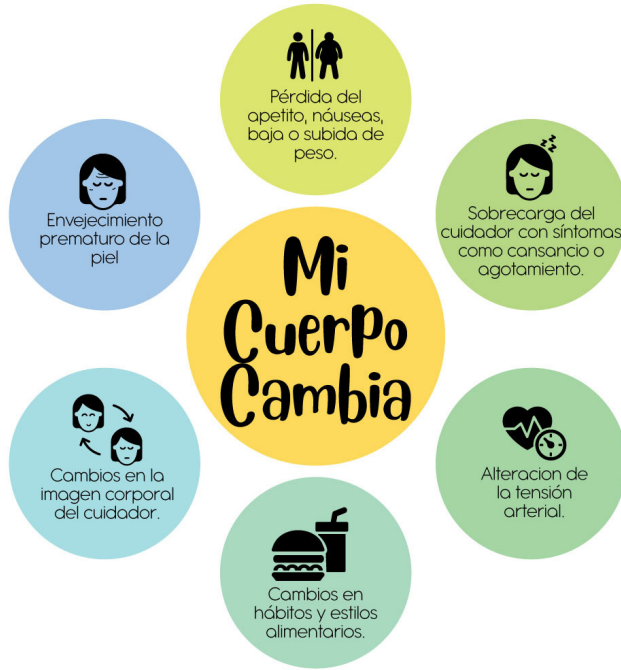 Mi
Cuerpo
Cambia
Pérdida del
apetito, náuseas,
baja o subida de
peso.
zzz
Sobrecarga del
cuidador con síntomas
como cansancio o
agotamiento.
Alteracion de
la tensión
arterial.
Cambios en
hábitos y estilos
alimentarios.
Cambios en la
imagen corporal
del cuidador.
Envejecimiento
prematuro de la
piel